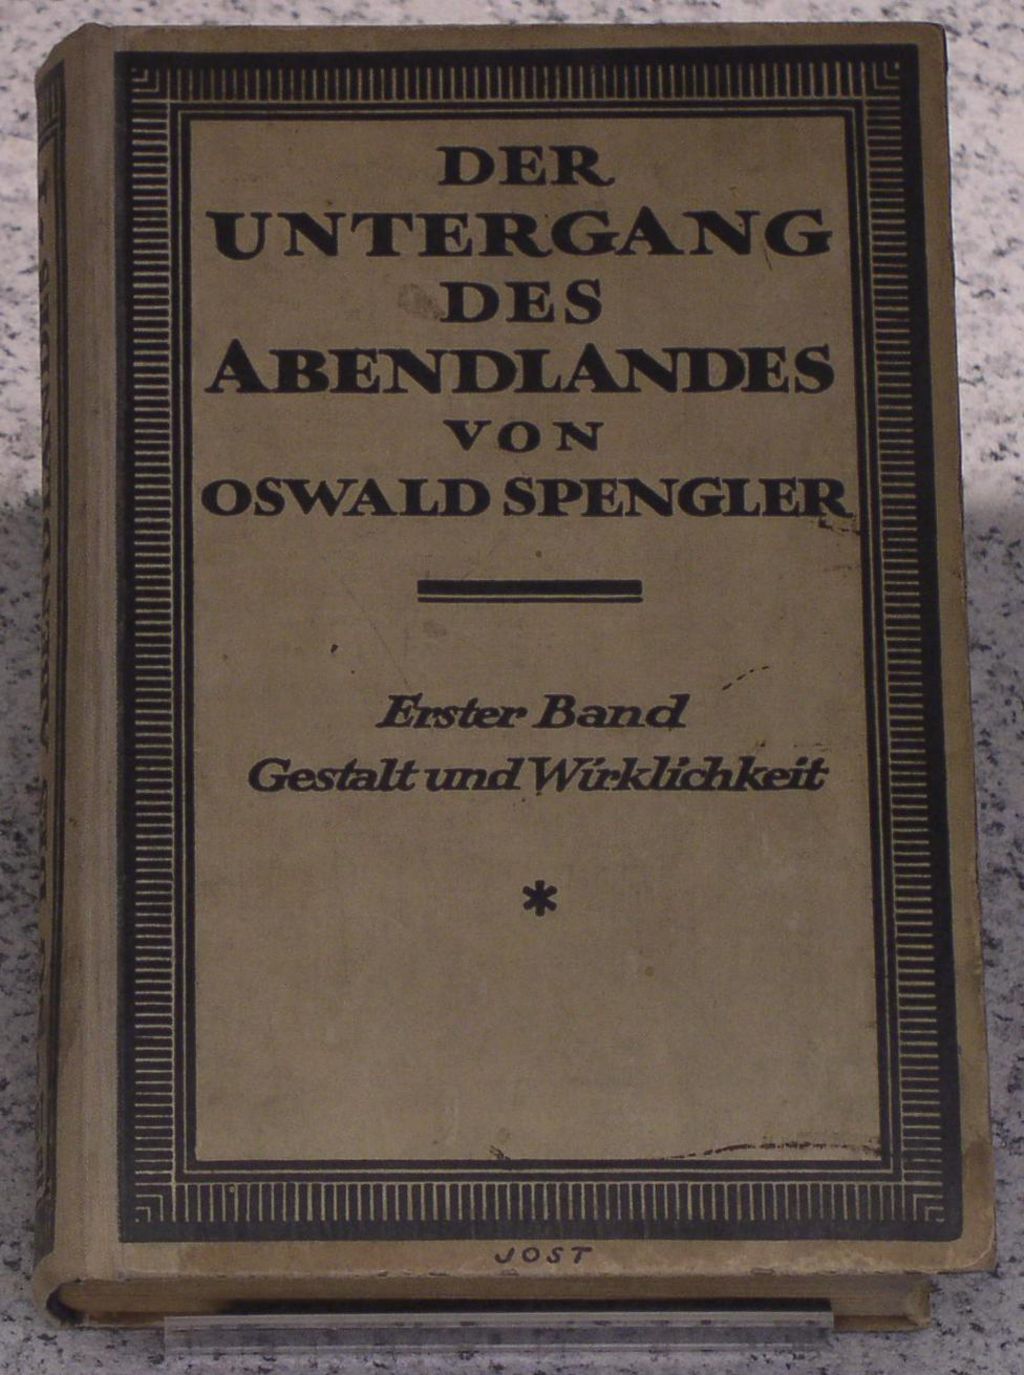 DER
UNTERGANG
DES
ABENDLANDES
VON
OSWALD SPENGLER
Erster Band
Gestalt und Wirklichkeit
*
JOST